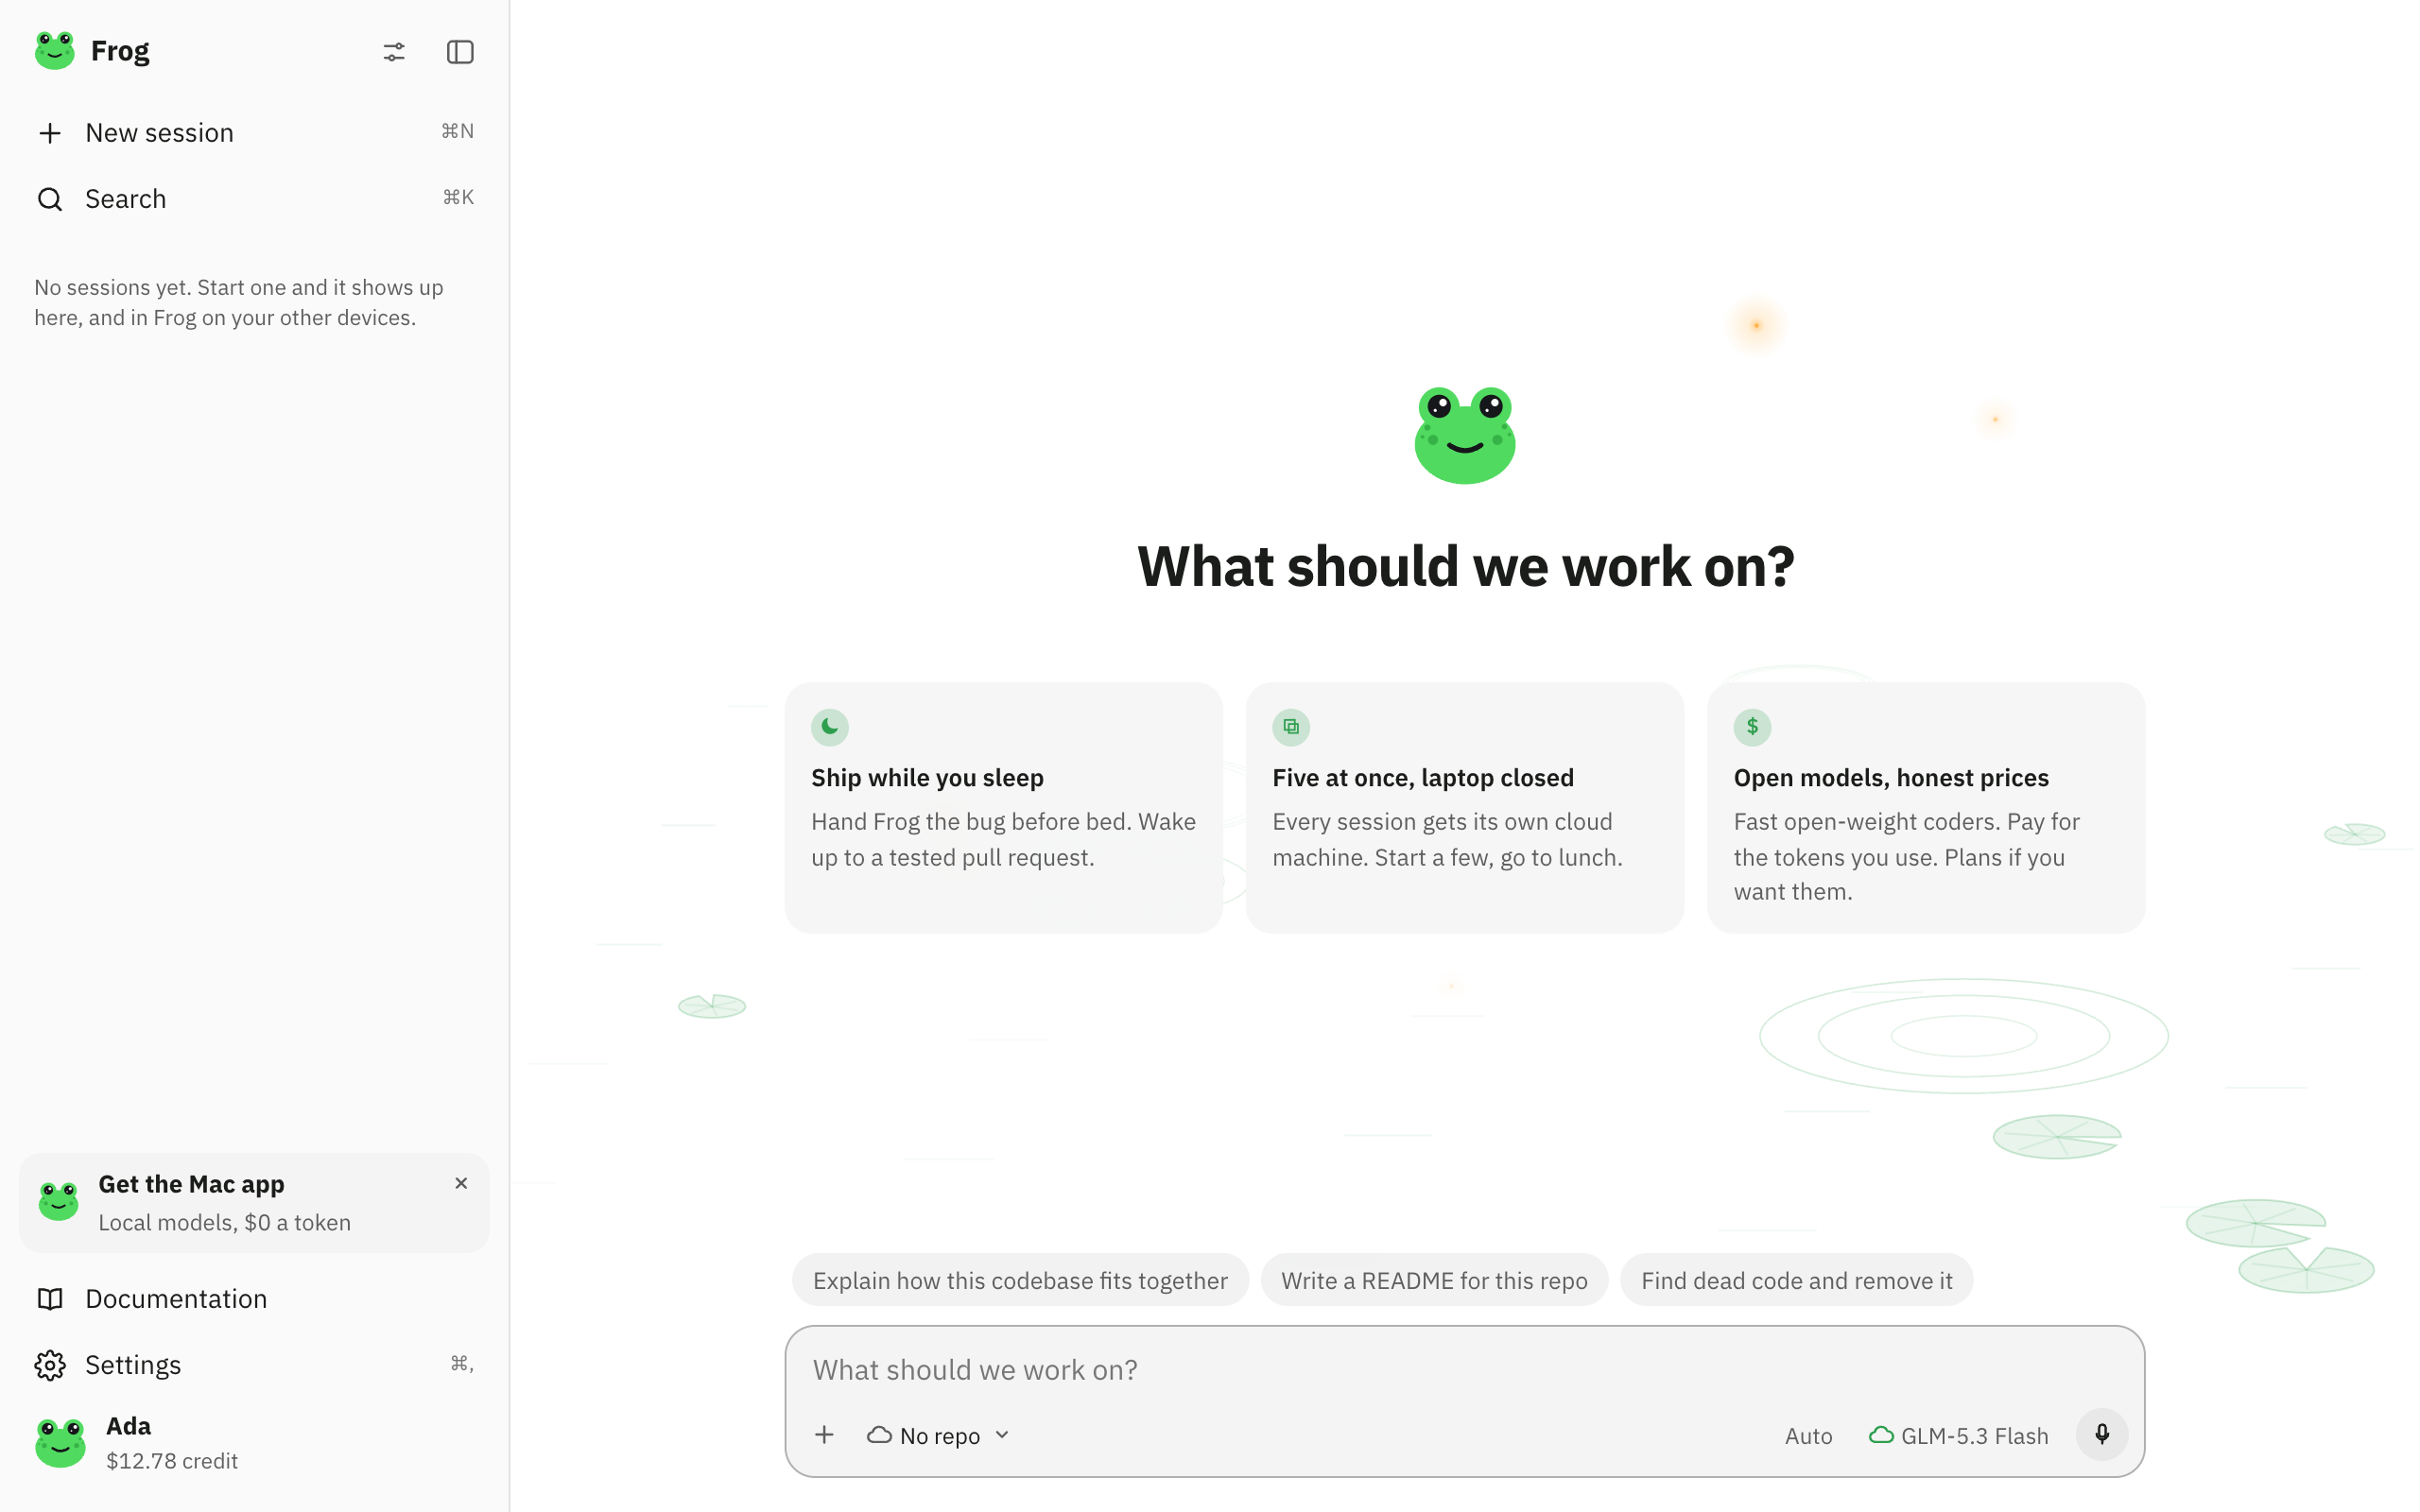 Frog
New session ⌘N
Search ⌘K
No sessions yet. Start one and it shows up
here, and in Frog on your other devices.
Get the Mac app
Local models, $0 a token
Documentation
Settings ⌘,
Ada
$12.78 credit
What should we work on?
Ship while you sleep
Hand Frog the bug before bed. Wake
up to a tested pull request.
Five at once, laptop closed
Every session gets its own cloud
machine. Start a few, go to lunch.
$
Open models, honest prices
Fast open-weight coders. Pay for
the tokens you use. Plans if you
want them.
Explain how this codebase fits together
Write a README for this repo
Find dead code and remove it
What should we work on?
No repo
Auto
GLM-5.3 Flash